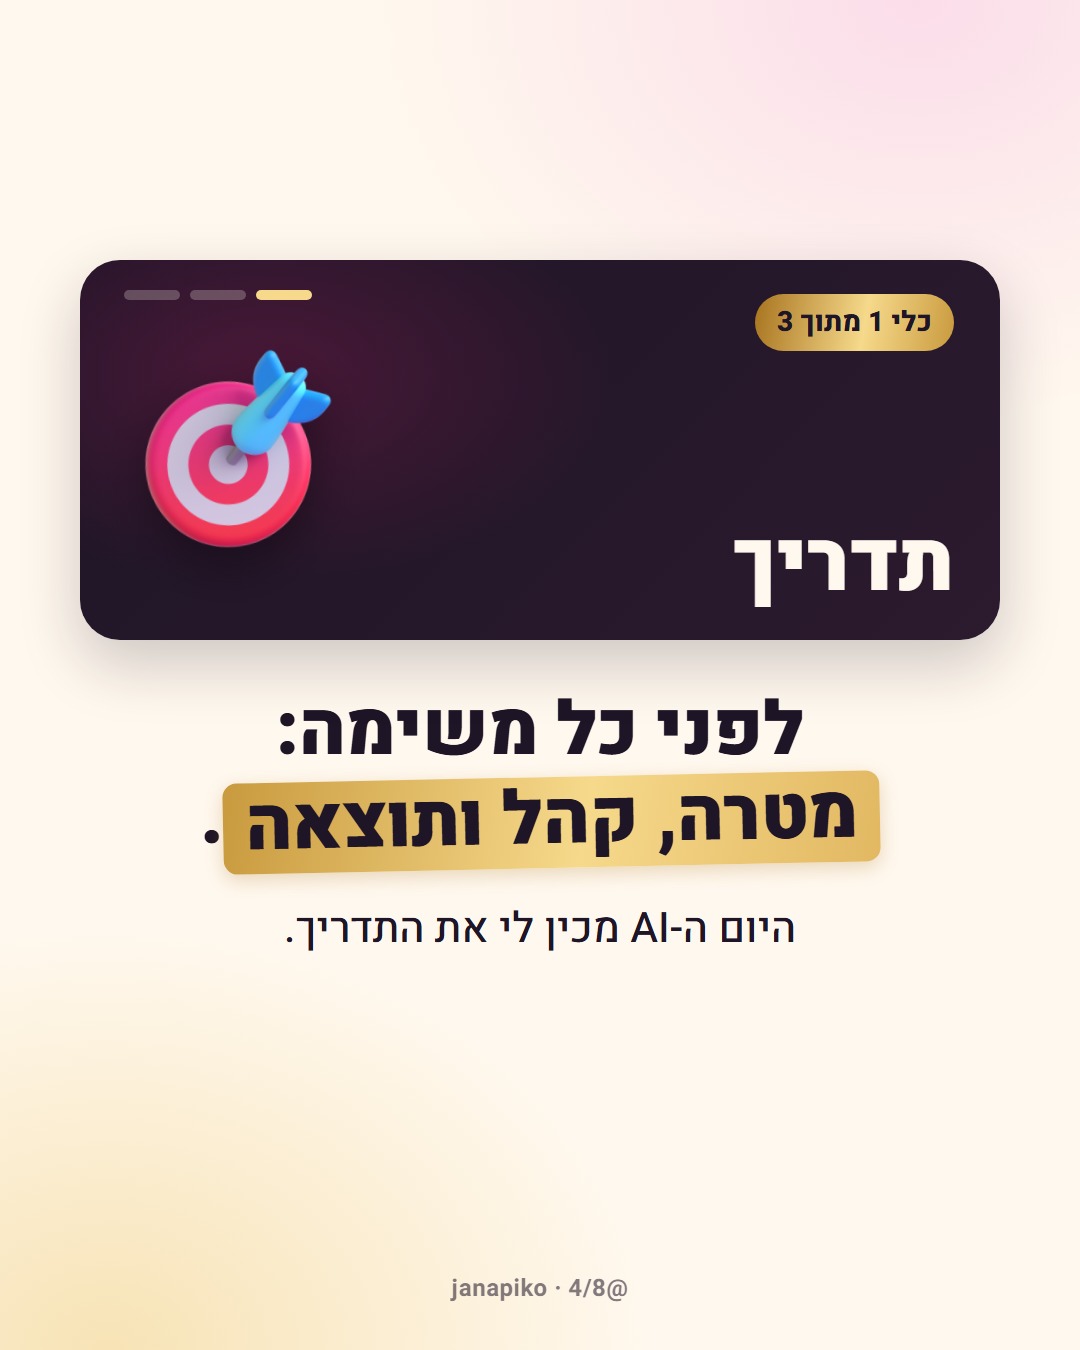 כלי 1 מתוך 3
תדריך
לפני כל משימה:
מטרה, קהל ותוצאה.
היום ה-AI מכין לי את התדריך.
janapiko · 4/8@